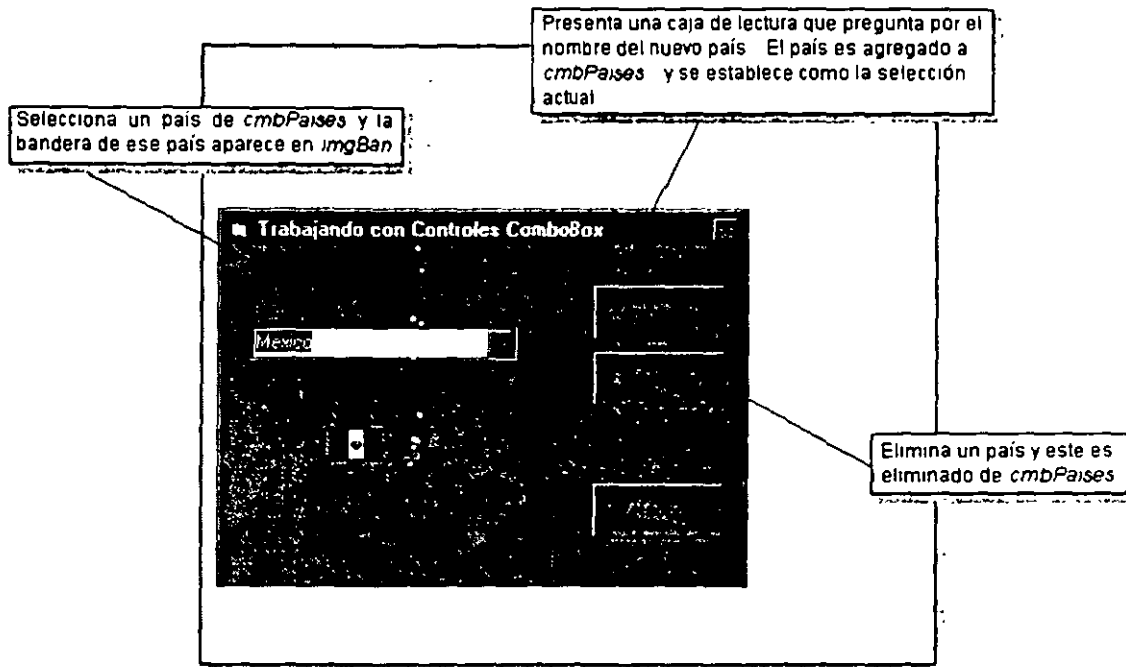 Presenta una caja de lectura que pregunta por el
nombre del nuevo país El país es agregado a
cmbPaises y se establece como la selección
actual
Selecciona un país de cmbPaises y la
bandera de ese país aparece en imgBan
Trabajando con Controles ComboBox
Mexico
Elimina un país y este es
eliminado de cmbPaises